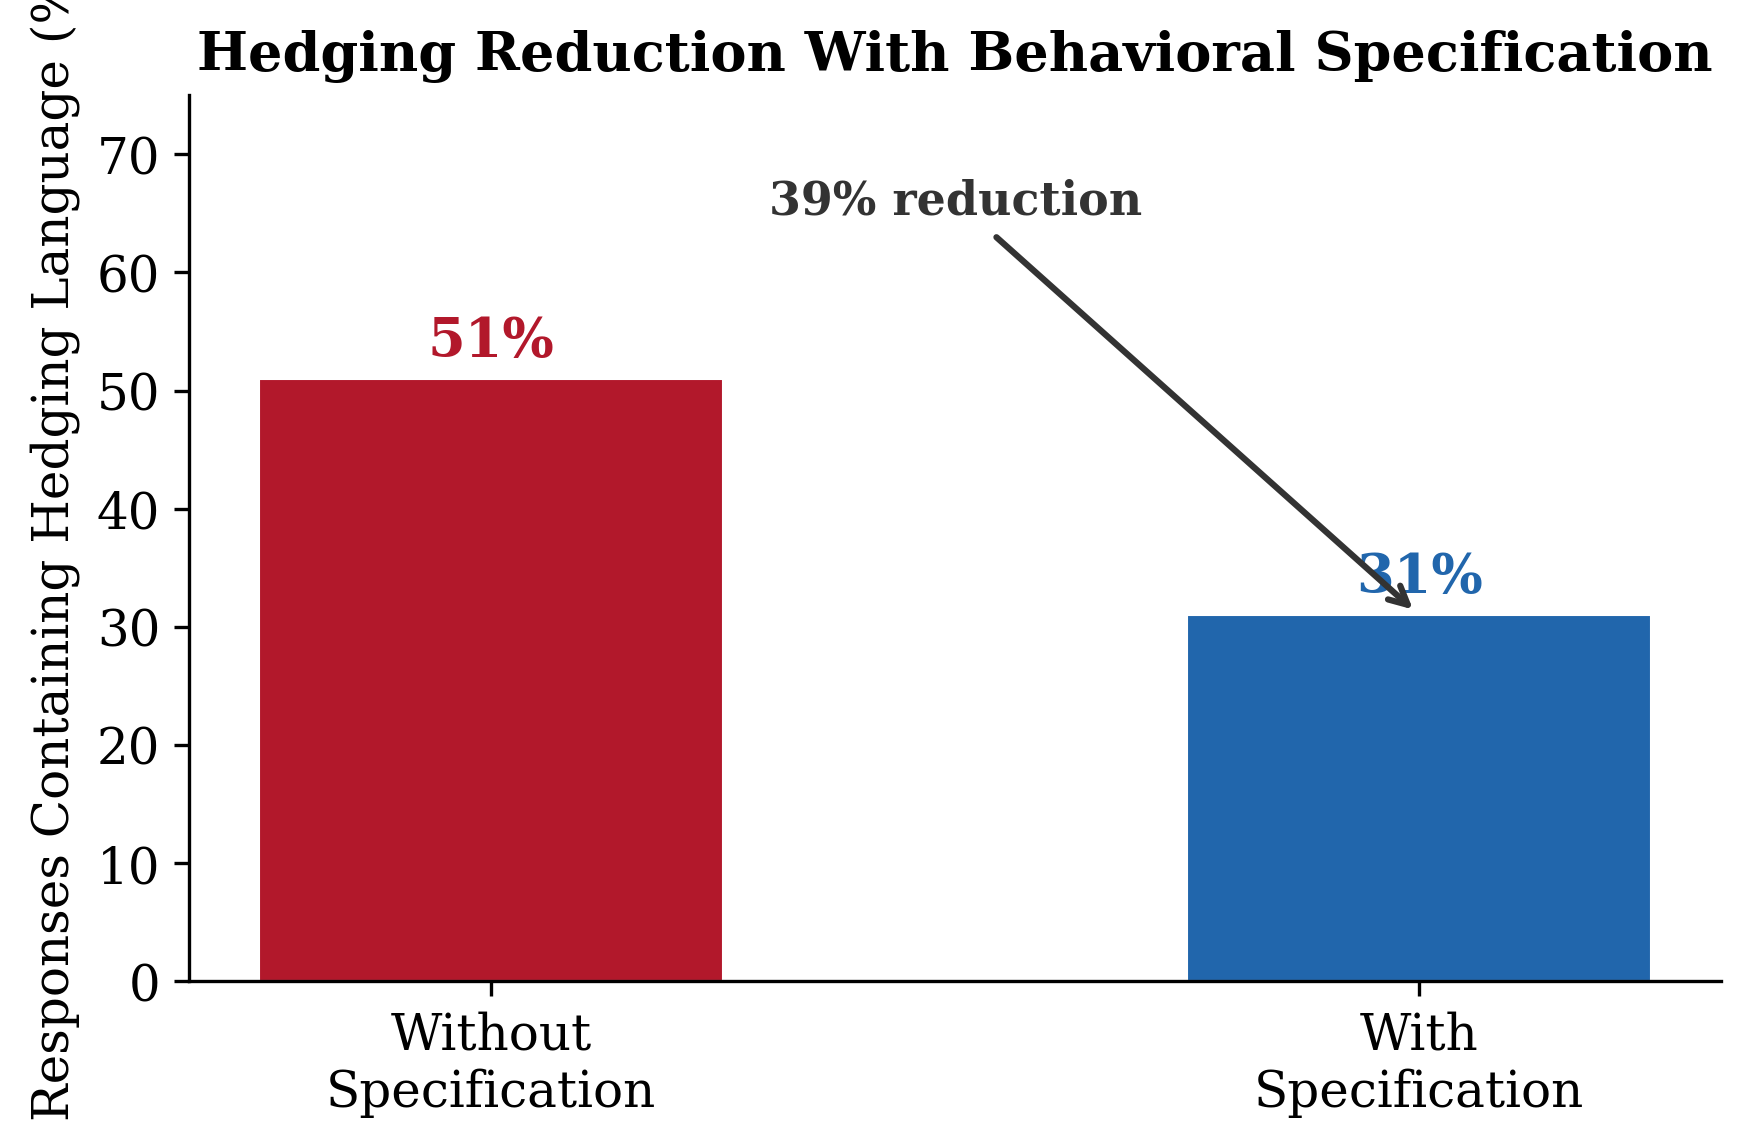 Hedging Reduction With Behavioral Specification
Responses Containing Hedging Language (%
70
60
50
40
30
20
10
0
39% reduction
51%
31%
Without
Specification
With
Specification